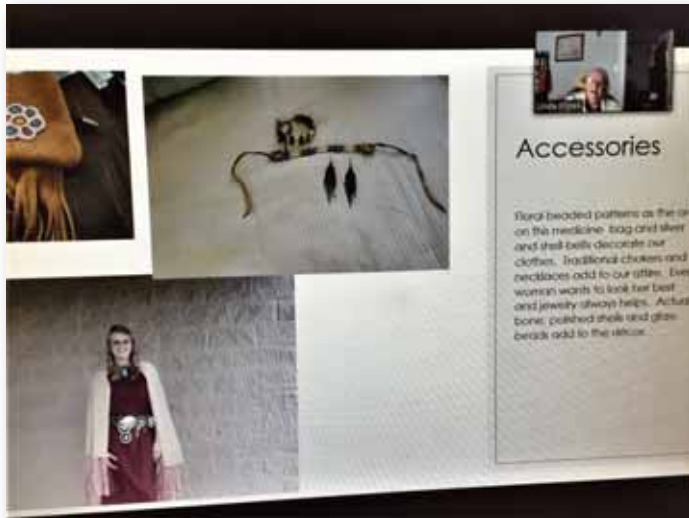 Linda
Accessories
Floral beaded patterns as the
on this medicine bag and silver
and shell bells decorate our
clothes. Traditional chokers and
necklaces add to our attire.
woman wants to look her best
and jewelry always helps.
bone, polished shells and glass
beads add to the décor.